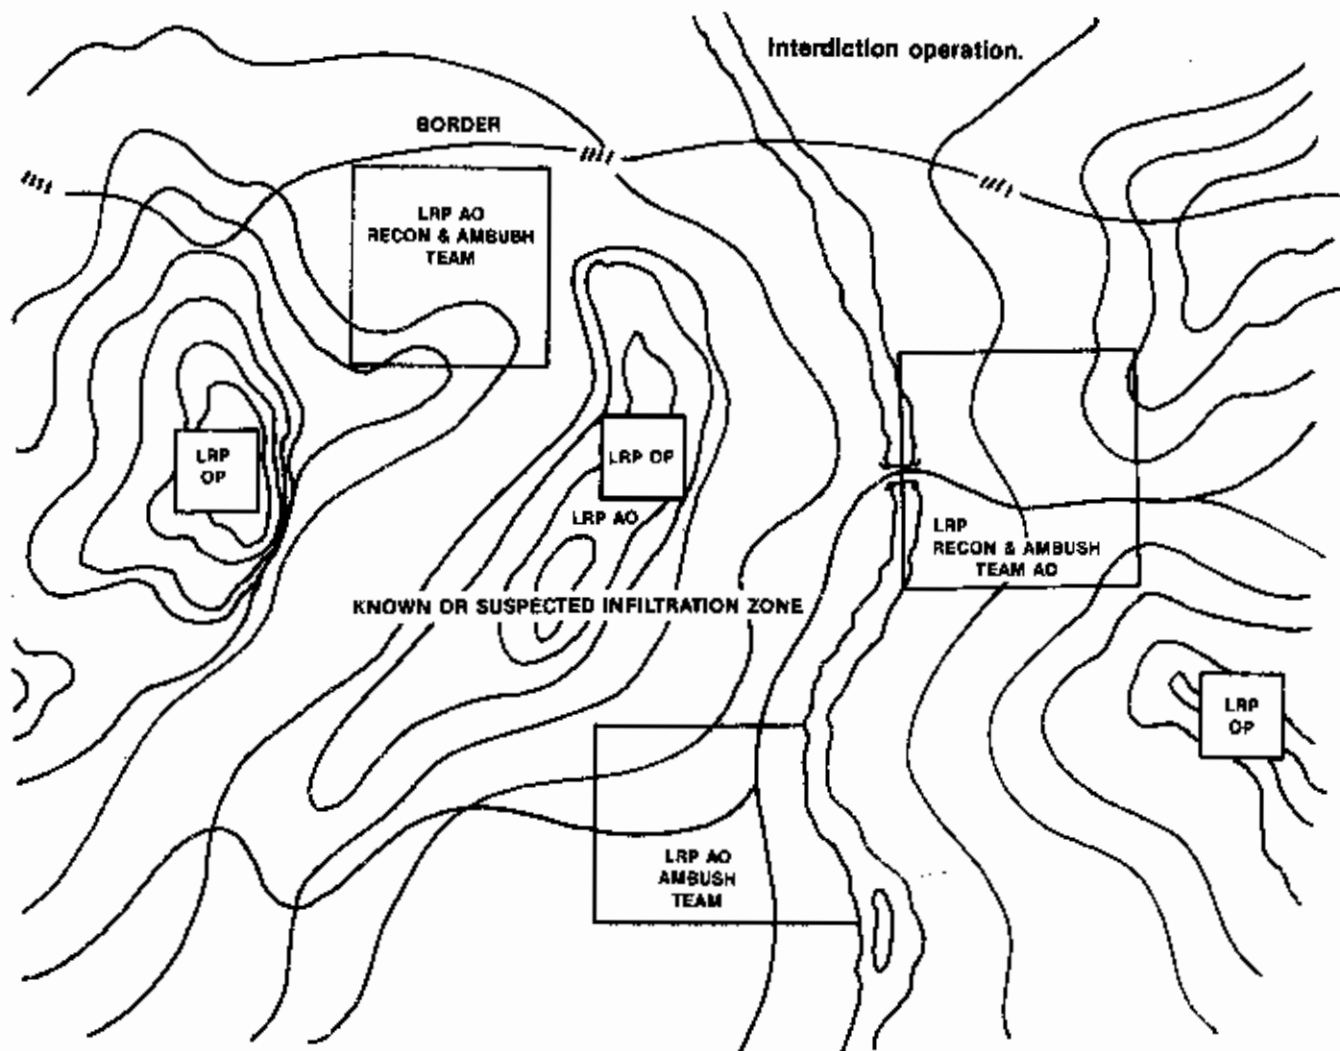 Interdiction operation.
BORDER
LRP AO
RECON & AMBUSH
TEAM
LRP
OP
LRP OP
LRP AO
LRP
RECON & AMBUSH
TEAM AO
KNOWN OR SUSPECTED INFILTRATION ZONE
LRP
OP
LRP AO
AMBUSH
TEAM